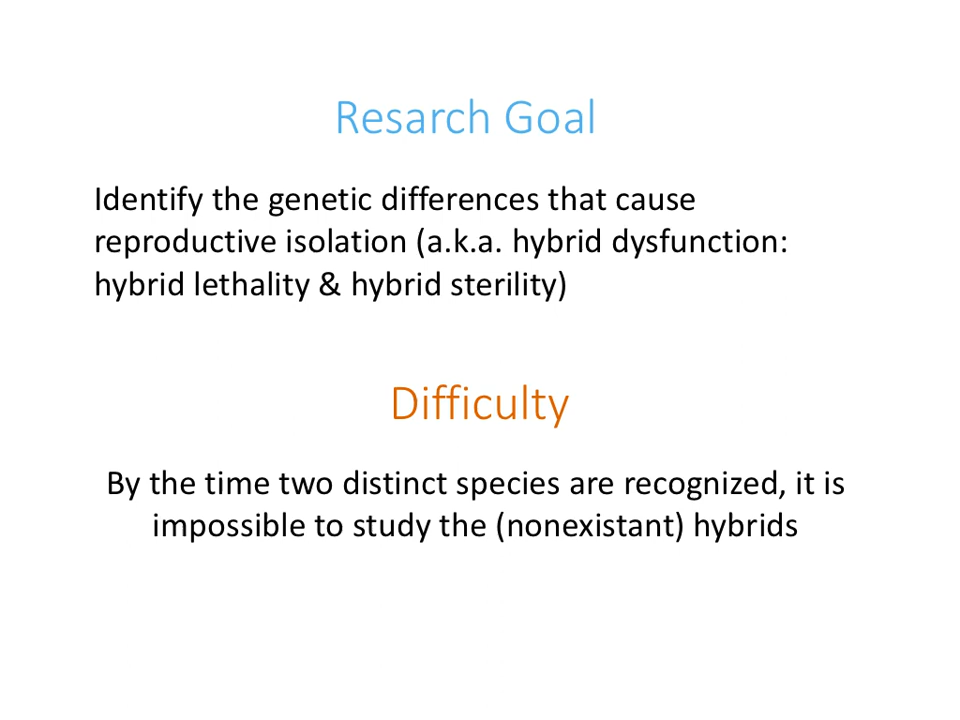 Resarch Goal
Identify the genetic differences that cause
reproductive isolation (a.k.a. hybrid dysfunction:
hybrid lethality & hybrid sterility)
Difficulty
By the time two distinct species are recognized, it is
impossible to study the (nonexistant) hybrids